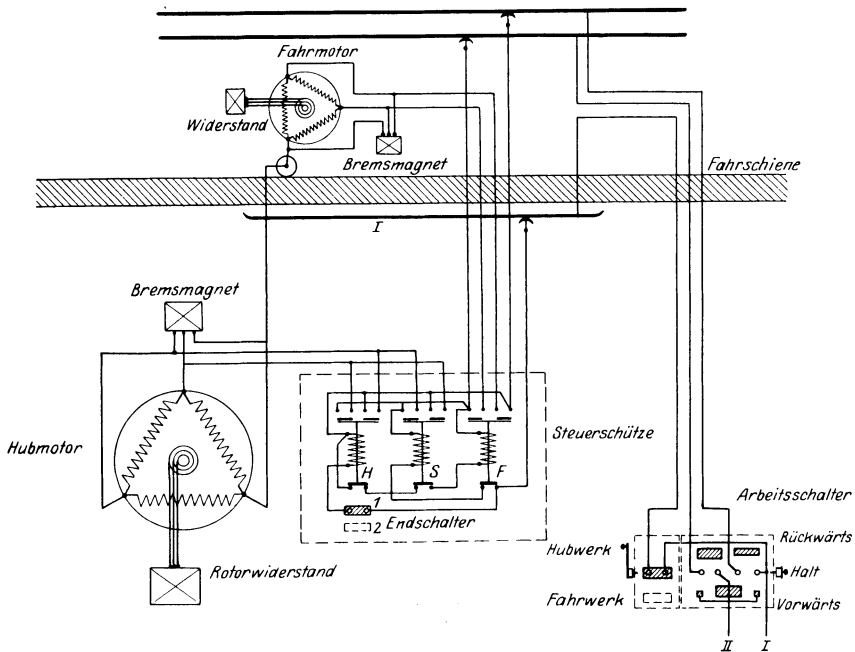 Fahrmotor
Widerstand
Bremsmagnet
Fahrschiene
I
Bremsmagnet
Hubmotor
Steuerschütze
H S F
1
2 Endschalter
Arbeitsschalter
Rotorwiderstand
Hubwerk
Rückwärts
Halt
Fahrwerk
Vorwärts
II I